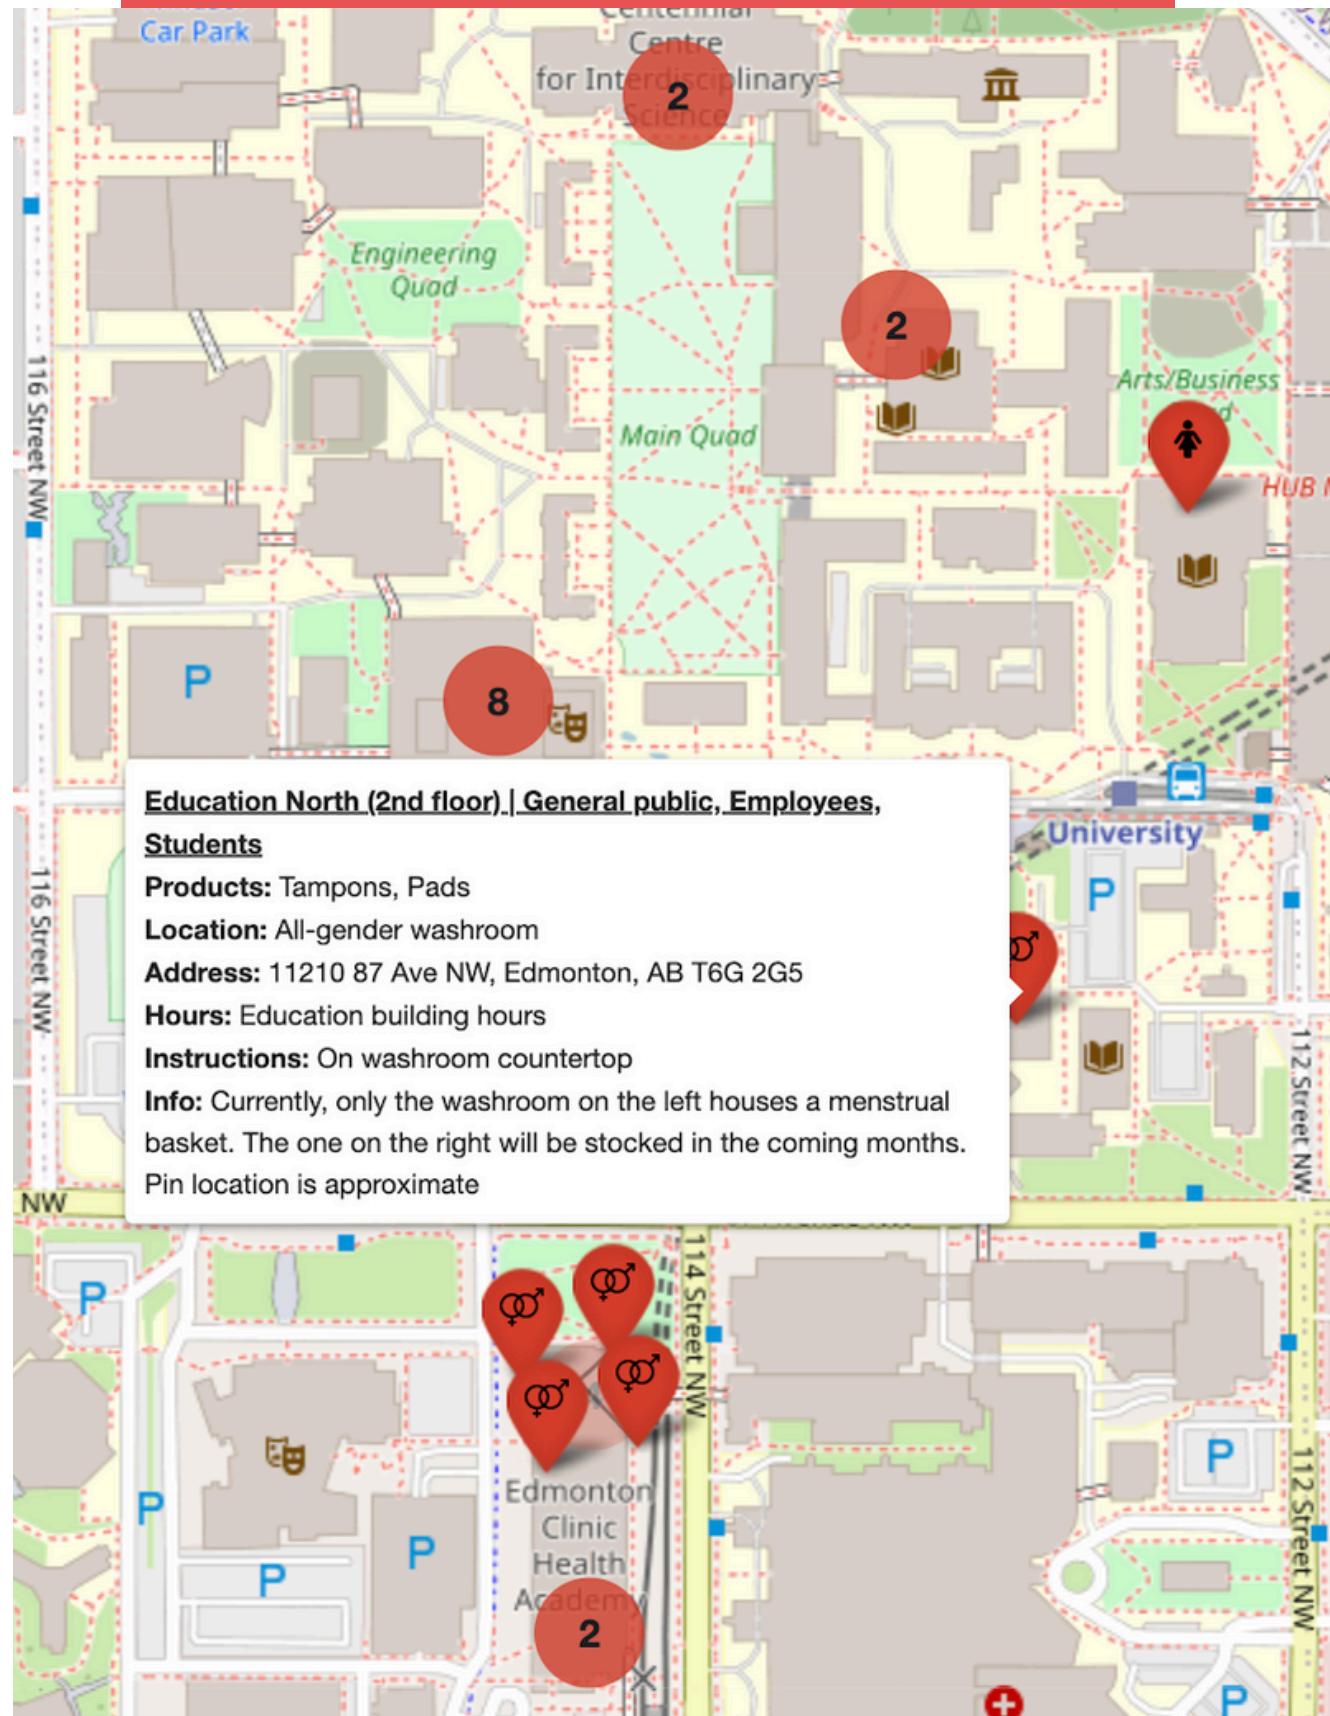 Car Park
Centennial
Centre
for Interdisciplinary
Science
2
Engineering
Quad
2
116 Street NW
Arts/Business
Main Quad
HUB
P
8
Education North (2nd floor) | General public, Employees,
Students
Products: Tampons, Pads
Location: All-gender washroom
Address: 11210 87 Ave NW, Edmonton, AB T6G 2G5
Hours: Education building hours
Instructions: On washroom countertop
Info: Currently, only the washroom on the left houses a menstrual
basket. The one on the right will be stocked in the coming months.
Pin location is approximate
University
P
116 Street NW
112 Street NW
NW
P
114 Street NW
P
P
P
P
Edmonton
Clinic
Health
Academy
2
112 Street NW
P